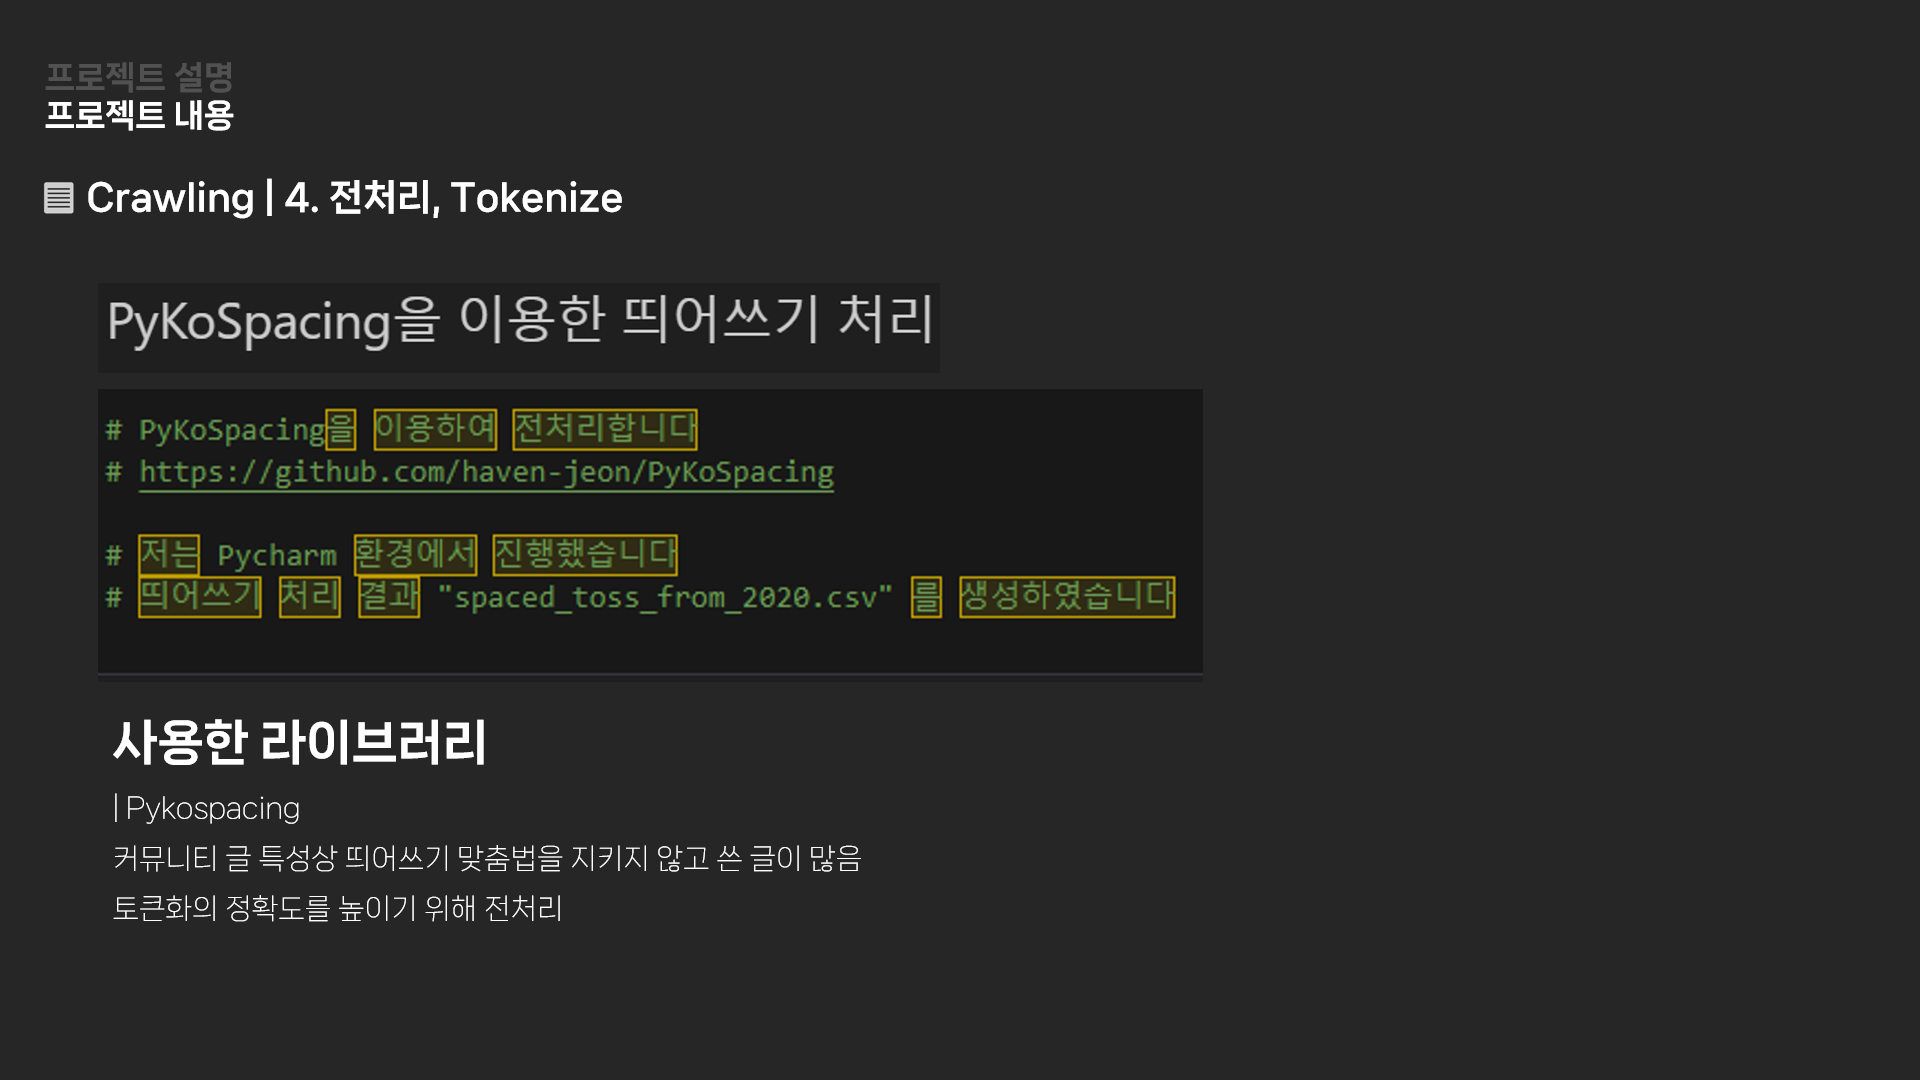 프로젝트 설명
프로젝트 내용
Crawling | 4. 전처리, Tokenize
PyKoSpacing을 이용한 띄어쓰기 처리
# PyKoSpacing을 이용하여 전처리합니다
# https://github.com/haven-jeon/PyKoSpacing
# 저는 Pycharm 환경에서 진행했습니다
# 띄어쓰기 처리 결과 "spaced_toss_from_2020.csv" 를 생성하였습니다
사용한 라이브러리
| Pykospacing
커뮤니티 글 특성상 띄어쓰기 맞춤법을 지키지 않고 쓴 글이 많음
토큰화의 정확도를 높이기 위해 전처리